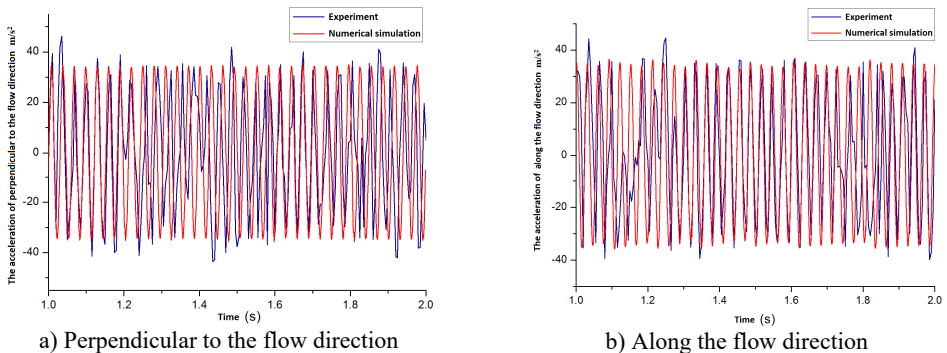 Experiment
Numerical simulation
The acceleration of perpendicular to the flow direction m/s²
40
20
0
-20
-40
1.0 1.2 1.4 1.6 1.8 2.0
Time (s)
a) Perpendicular to the flow direction
Experiment
Numerical simulation
The acceleration of along the flow direction m/s²
40
20
0
-20
-40
1.0 1.2 1.4 1.6 1.8 2.0
Time (s)
b) Along the flow direction